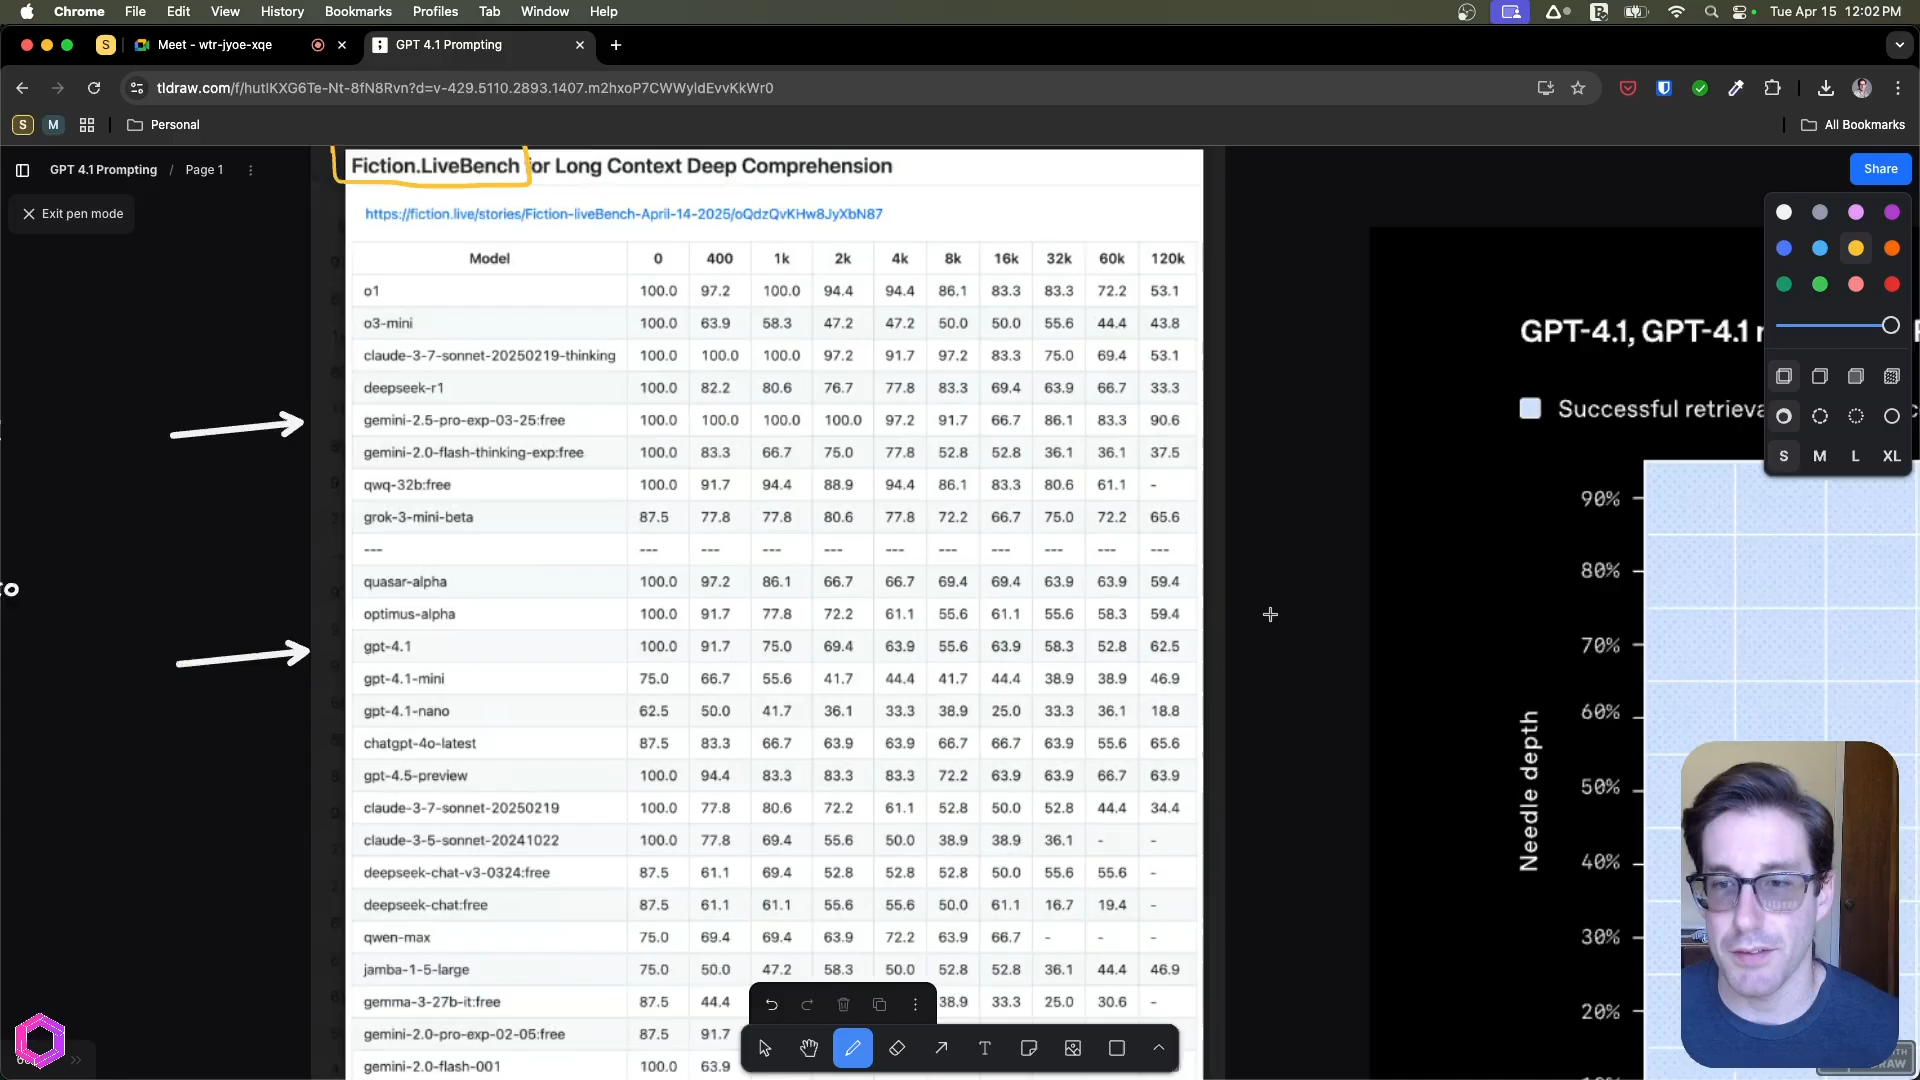 Chrome File Edit View History Bookmarks Profiles Tab Window Help Tue Apr 15 12:02 PM
S Meet - wtr-jyoe-xqe GPT 4.1 Prompting
tldraw.com/f/hutIKXG6Te-Nt-8fN8Rvn?d=v-429.5110.2893.1407.m2hxoP7CWWyldEvvKkWr0
S M Personal All Bookmarks
GPT 4.1 Prompting / Page 1 Share
Exit pen mode
Fiction.LiveBench for Long Context Deep Comprehension
https://fiction.live/stories/Fiction-liveBench-April-14-2025/oQdzQvKHw8JyXbN87
Model 0 400 1k 2k 4k 8k 16k 32k 60k 120k
o1 100.0 97.2 100.0 94.4 94.4 86.1 83.3 83.3 72.2 53.1
o3-mini 100.0 63.9 58.3 47.2 47.2 50.0 50.0 55.6 44.4 43.8
claude-3-7-sonnet-20250219-thinking 100.0 100.0 100.0 97.2 91.7 97.2 83.3 75.0 69.4 53.1
deepseek-r1 100.0 82.2 80.6 76.7 77.8 83.3 69.4 63.9 66.7 33.3
gemini-2.5-pro-exp-03-25:free 100.0 100.0 100.0 100.0 97.2 91.7 66.7 86.1 83.3 90.6
gemini-2.0-flash-thinking-exp:free 100.0 83.3 66.7 75.0 77.8 52.8 52.8 36.1 36.1 37.5
qwq-32b:free 100.0 91.7 94.4 88.9 94.4 86.1 83.3 80.6 61.1 -
grok-3-mini-beta 87.5 77.8 77.8 80.6 77.8 72.2 66.7 75.0 72.2 65.6
--- --- --- --- --- --- --- --- --- --- ---
quasar-alpha 100.0 97.2 86.1 66.7 66.7 69.4 69.4 63.9 63.9 59.4
optimus-alpha 100.0 91.7 77.8 72.2 61.1 55.6 61.1 55.6 58.3 59.4
gpt-4.1 100.0 91.7 75.0 69.4 63.9 55.6 63.9 58.3 52.8 62.5
gpt-4.1-mini 75.0 66.7 55.6 41.7 44.4 41.7 44.4 38.9 38.9 46.9
gpt-4.1-nano 62.5 50.0 41.7 36.1 33.3 38.9 25.0 33.3 36.1 18.8
chatgpt-4o-latest 87.5 83.3 66.7 63.9 63.9 66.7 66.7 63.9 55.6 65.6
gpt-4.5-preview 100.0 94.4 83.3 83.3 83.3 72.2 63.9 63.9 66.7 63.9
claude-3-7-sonnet-20250219 100.0 77.8 80.6 72.2 61.1 52.8 50.0 52.8 44.4 34.4
claude-3-5-sonnet-20241022 100.0 77.8 69.4 55.6 50.0 38.9 38.9 36.1 - -
deepseek-chat-v3-0324:free 87.5 61.1 69.4 52.8 52.8 52.8 50.0 55.6 55.6 -
deepseek-chat:free 87.5 61.1 61.1 55.6 55.6 50.0 61.1 16.7 19.4 -
qwen-max 75.0 69.4 69.4 63.9 72.2 63.9 66.7 - - -
jamba-1-5-large 75.0 50.0 47.2 58.3 50.0 52.8 52.8 36.1 44.4 46.9
gemma-3-27b-it:free 87.5 44.4 38.9 33.3 25.0 30.6 -
gemini-2.0-pro-exp-02-05:free 87.5 91.7
gemini-2.0-flash-001 100.0 63.9
GPT-4.1, GPT-4.1
Successful
S M L XL
Needle depth
90%
80%
70%
60%
50%
40%
30%
20%